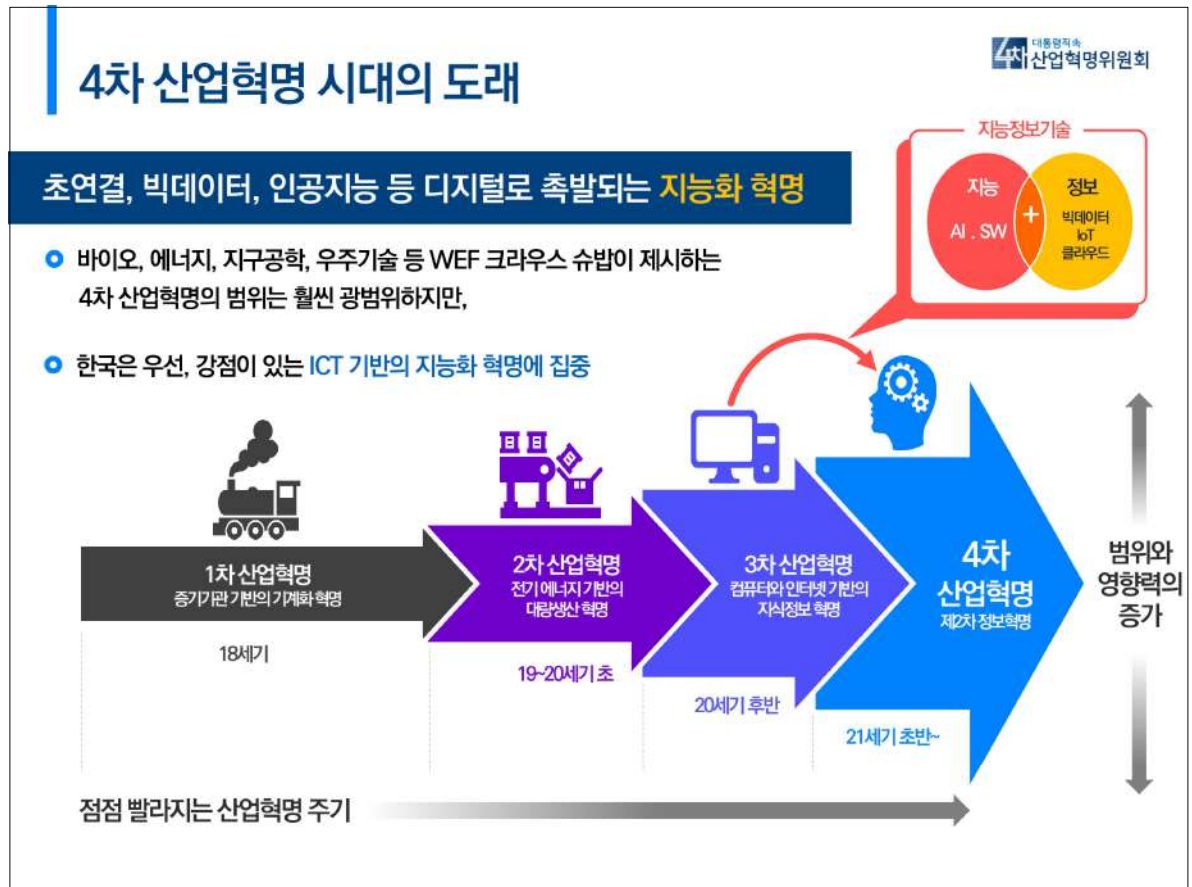 4차 산업혁명 시대의 도래
대통령직속
4차 산업혁명위원회
지능정보기술
지능
AI . SW
+
정보
빅데이터
IoT
클라우드
초연결, 빅데이터, 인공지능 등 디지털로 촉발되는 지능화 혁명
바이오, 에너지, 지구공학, 우주기술 등 WEF 크라우스 슈밥이 제시하는
4차 산업혁명의 범위는 훨씬 광범위하지만,
한국은 우선, 강점이 있는 ICT 기반의 지능화 혁명에 집중
1차 산업혁명
증기기관 기반의 기계화 혁명
18세기
2차 산업혁명
전기 에너지 기반의
대량생산 혁명
19~20세기 초
3차 산업혁명
컴퓨터와 인터넷 기반의
지식정보 혁명
20세기 후반
4차
산업혁명
제2차 정보혁명
21세기 초반~
범위와
영향력의
증가
점점 빨라지는 산업혁명 주기